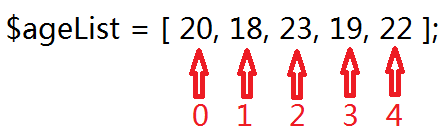 $ageList = [ 20, 18, 23, 19, 22 ];
0 1 2 3 4